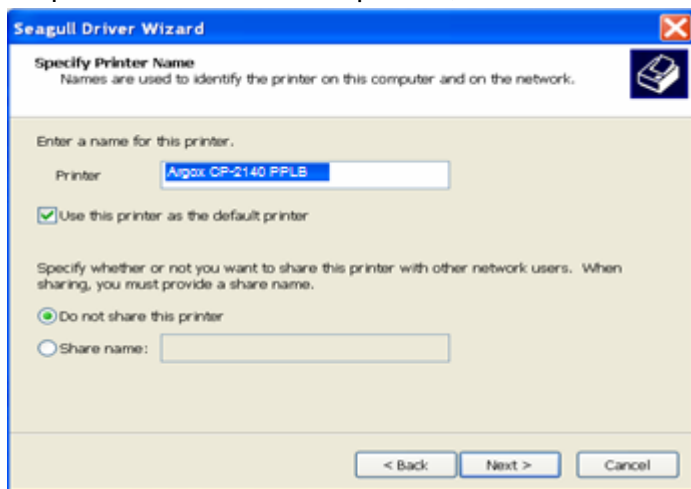 Seagull Driver Wizard
Specify Printer Name
Names are used to identify the printer on this computer and on the network.
Enter a name for this printer.
Printer
Argox CP-2140 PPLB
Use this printer as the default printer
Specify whether or not you want to share this printer with other network users. When
sharing, you must provide a share name.
Do not share this printer
Share name:
< Back
Next >
Cancel